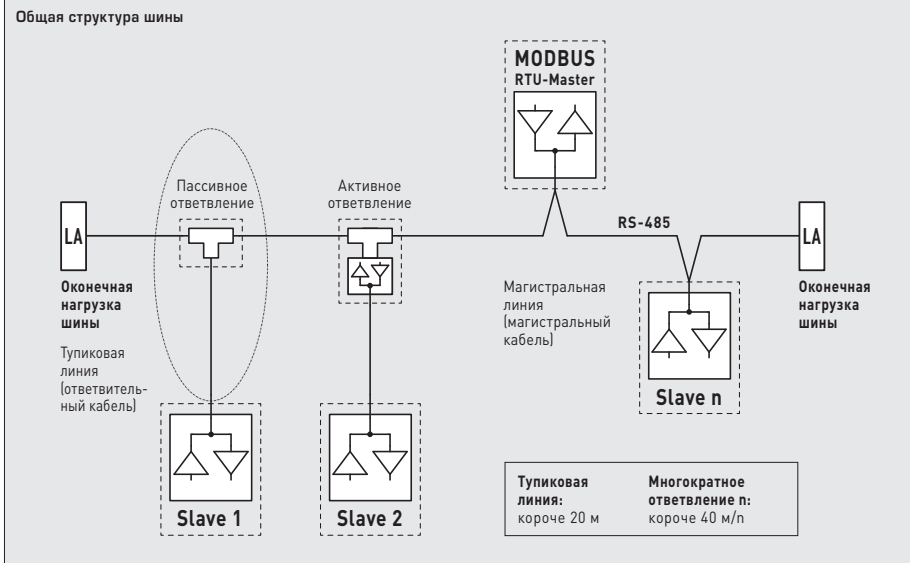 Общая структура шины
MODBUS
RTU-Master
Пассивное
ответвление
Активное
ответвление
RS-485
LA
LA
Оконечная
нагрузка
шины
Тупиковая
линия
(ответвитель-
ный кабель)
Магистральная
линия
(магистральный
кабель)
Оконечная
нагрузка
шины
Slave n
Slave 1
Slave 2
Тупиковая
линия:
короче 20 м
Многократное
ответвление n:
короче 40 м/n